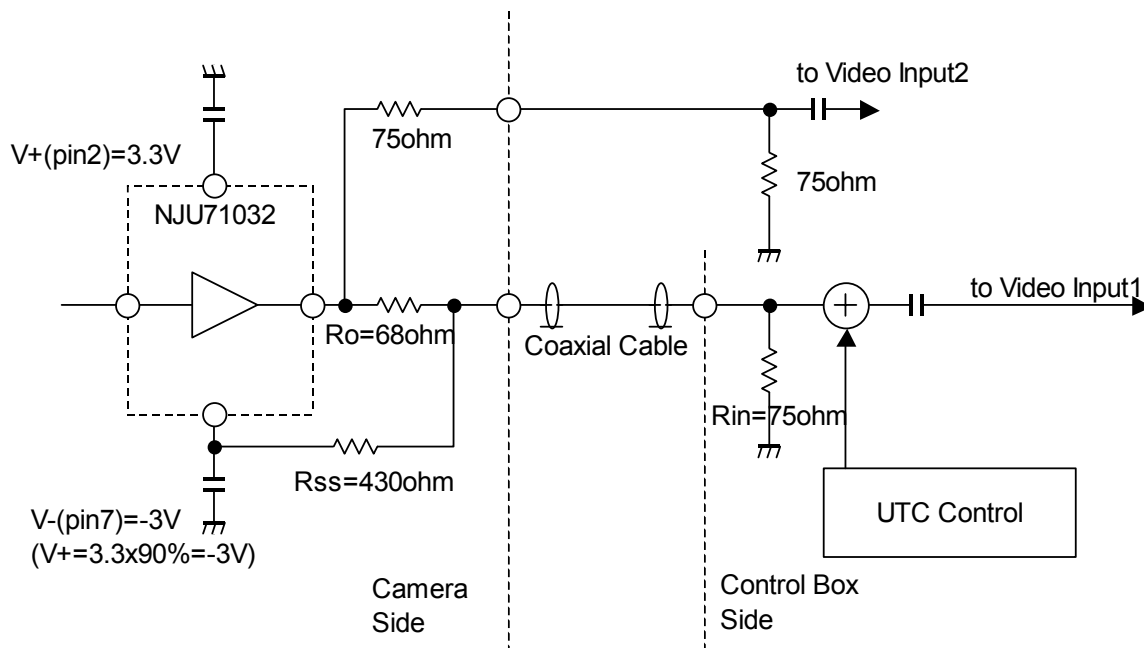 to Video Input2
75ohm
V+(pin2)=3.3V
75ohm
NJU71032
to Video Input1
Ro=68ohm
Coaxial Cable
Rin=75ohm
Rss=430ohm
V-(pin7)=-3V
(V+=3.3x90%=-3V)
UTC Control
Camera
Side
Control Box
Side